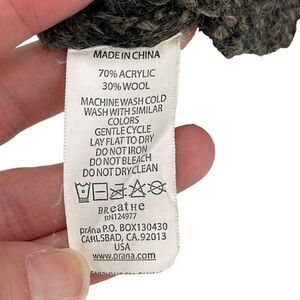 MADE IN CHINA
70% ACRYLIC
30% WOOL
MACHINE WASH COLD
WASH WITH SIMILAR
COLORS
GENTLE CYCLE
LAY FLAT TO DRY
DO NOT IRON
DO NOT BLEACH
DO NOT DRYCLEAN
BReatHe
RN124977
prAna P.O. BOX130430
CARLSBAD, CA.92013
USA
www.prana.com